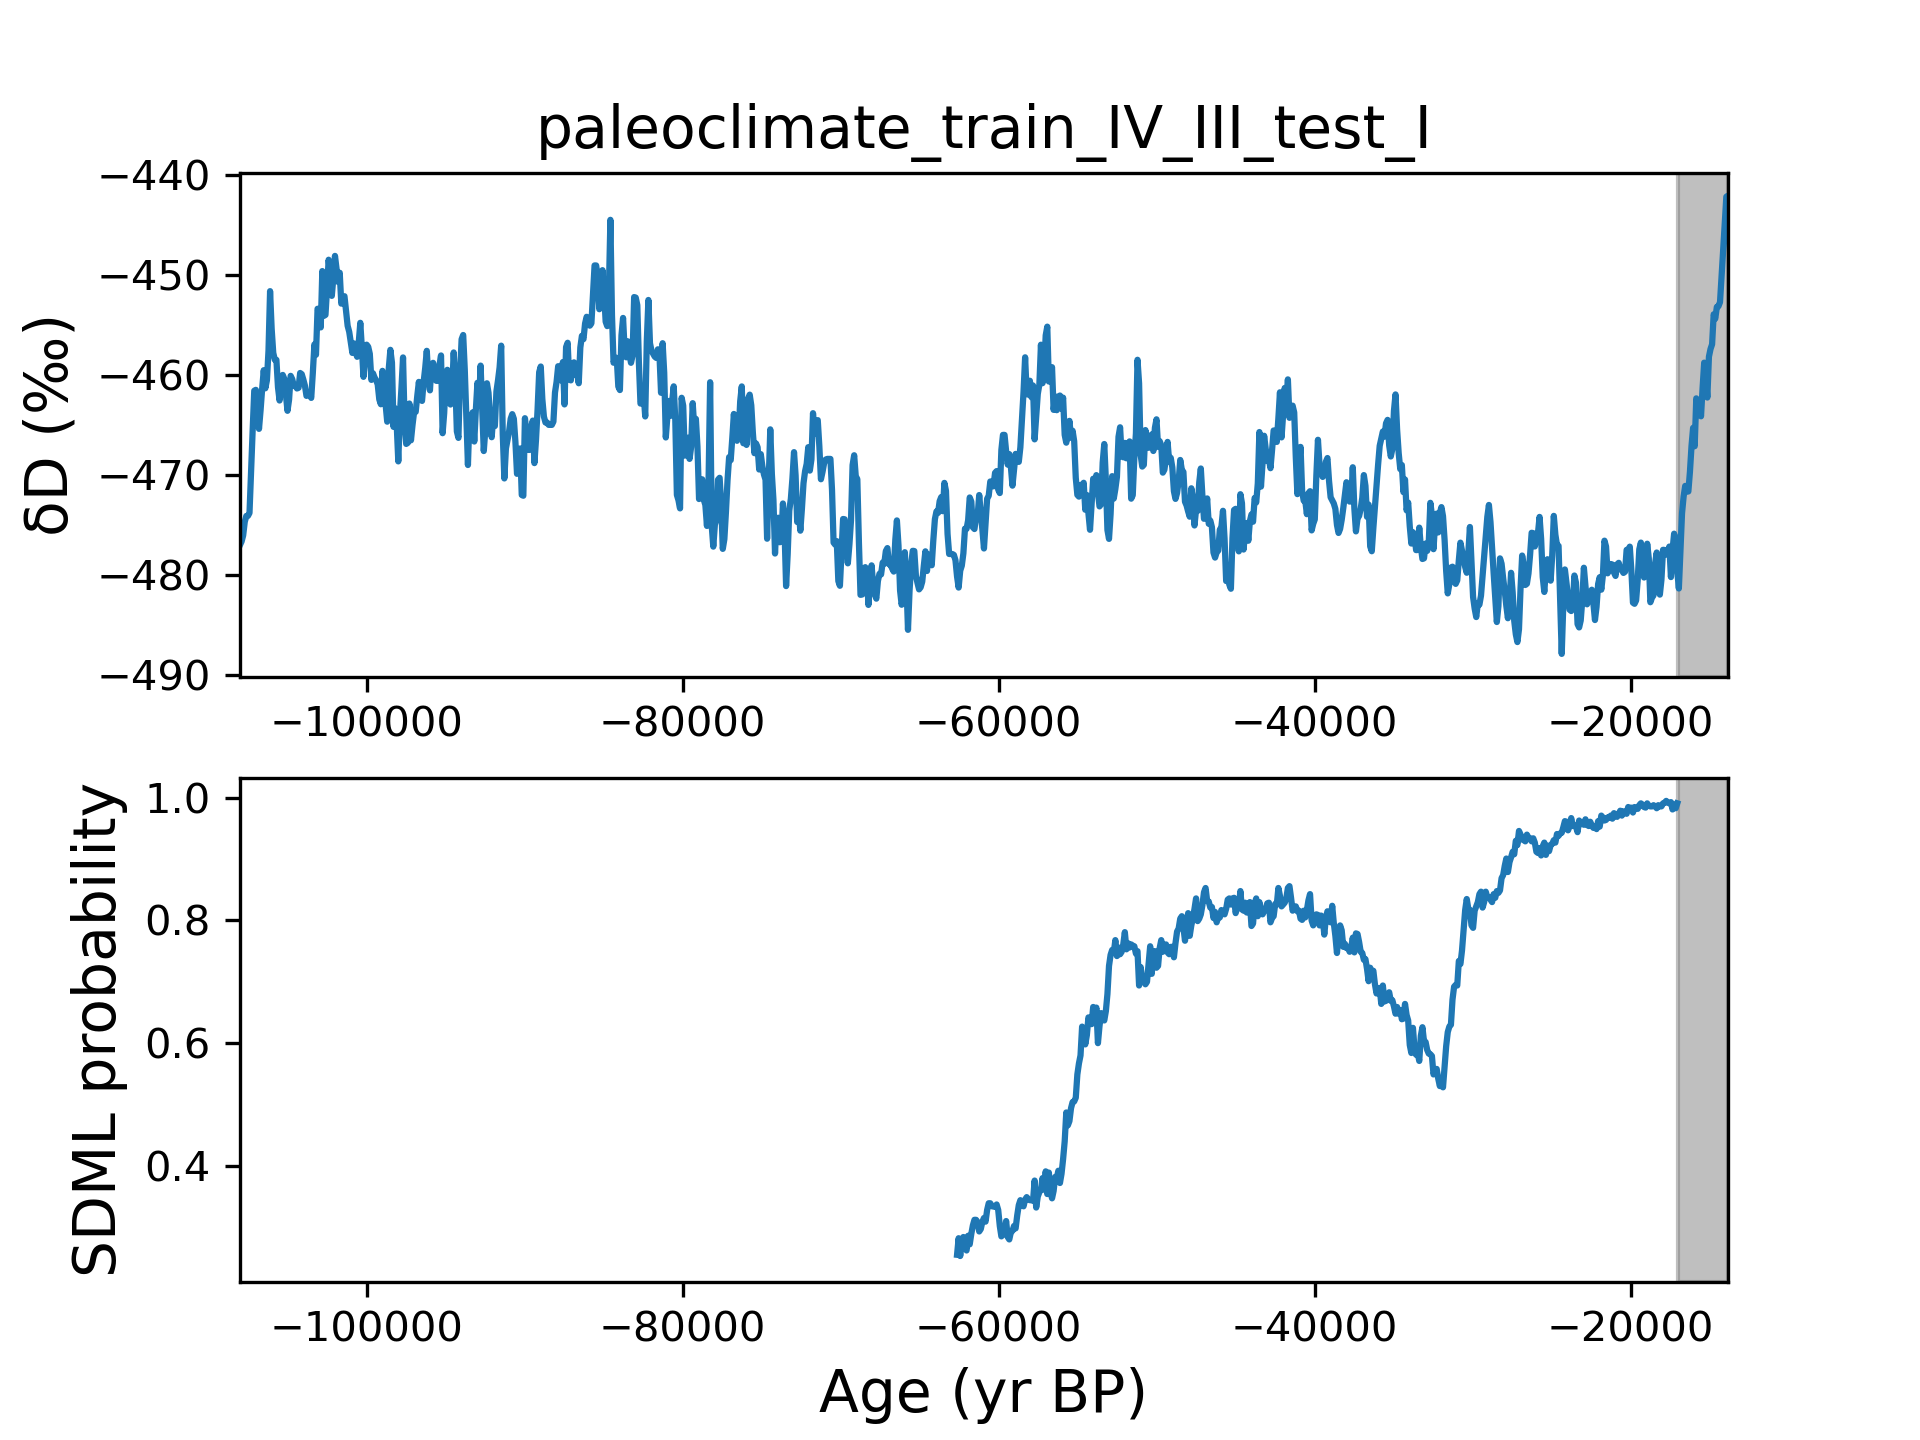 paleoclimate_train_IV_III_test_I
−440
−450
−460
−470
−480
−490
δD (‰)
−100000 −80000 −60000 −40000 −20000
1.0
0.8
0.6
0.4
SDML probability
−100000 −80000 −60000 −40000 −20000
Age (yr BP)